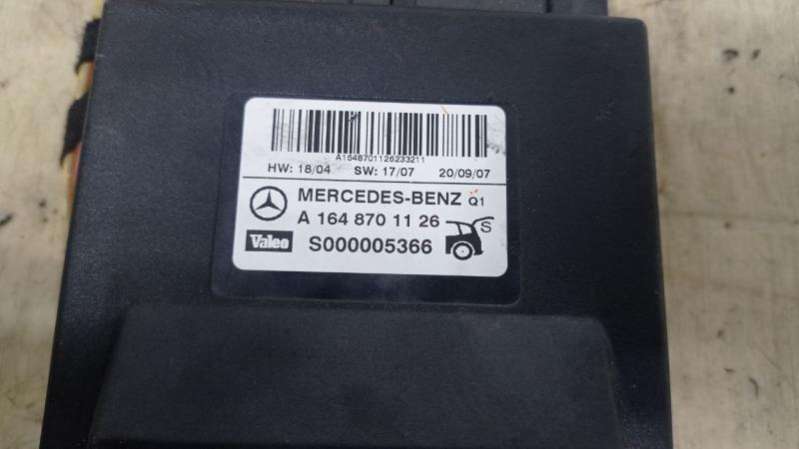 A1648701126233211
HW: 18/04 SW: 17/07 20/09/07
MERCEDES-BENZ Q1
A 164 870 11 26
S
Valeo S000005366